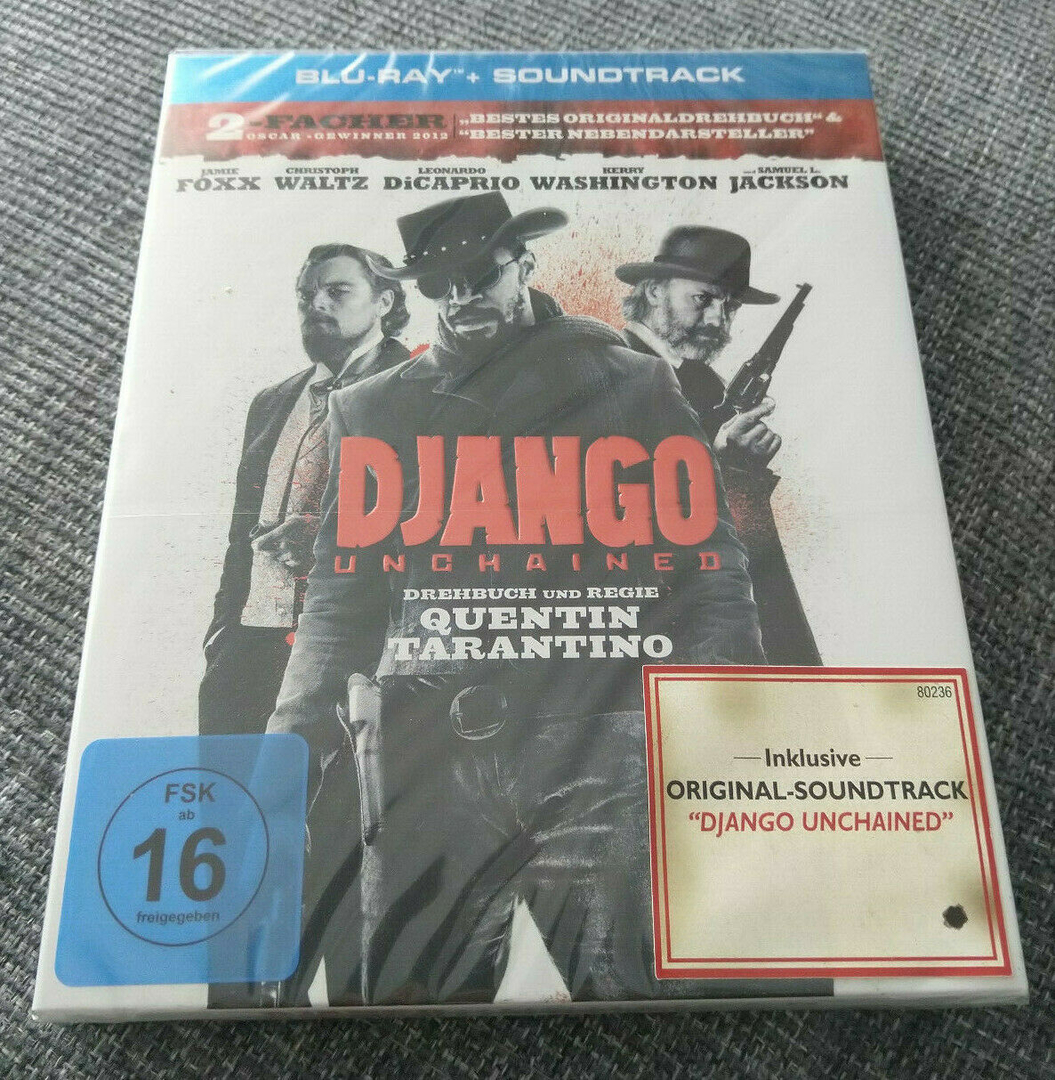 BLU-RAY™ + SOUNDTRACK
2-FACHER „BESTES ORIGINALDREHBUCH“ &
OSCAR-GEWINNER 2012 “BESTER NEBENDARSTELLER”
JAMIE CHRISTOPH LEONARDO KERRY AND SAMUEL L.
FOXX WALTZ DiCAPRIO WASHINGTON JACKSON
DJANGO
UNCHAINED
DREHBUCH UND REGIE
QUENTIN
TARANTINO
80236
Inklusive
ORIGINAL-SOUNDTRACK
“DJANGO UNCHAINED”
FSK
ab
16
freigegeben